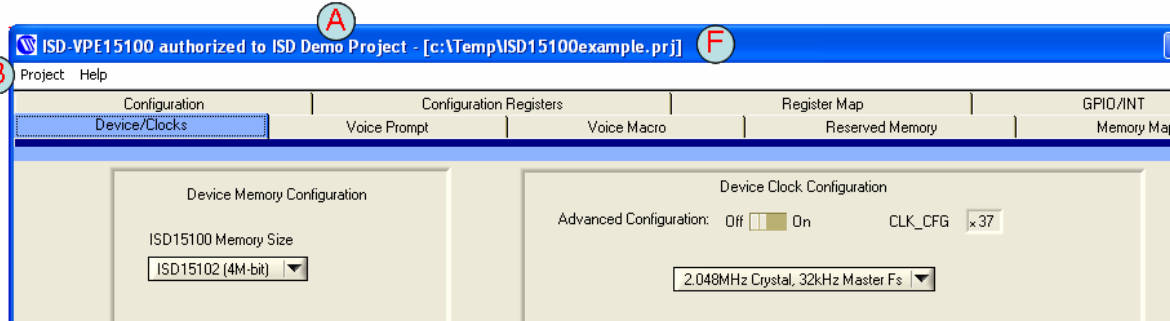 A
ISD-VPE15100 authorized to ISD Demo Project - [c:\Temp\ISD15100example.prj] F
B Project Help
Configuration Configuration Registers Register Map GPIO/INT
Device/Clocks Voice Prompt Voice Macro Reserved Memory Memory Map
Device Memory Configuration
Device Clock Configuration
Advanced Configuration: Off On CLK_CFG x37
ISD15100 Memory Size
ISD15102 (4M-bit)
2.048MHz Crystal, 32kHz Master Fs